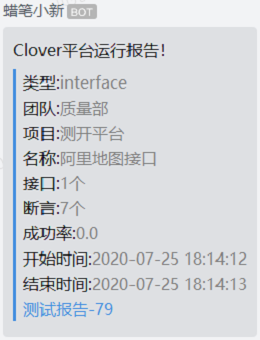 蜡笔小新 BOT
Clover平台运行报告！
类型:interface
团队:质量部
项目:测开平台
名称:阿里地图接口
接口:1个
断言:7个
成功率:0.0
开始时间:2020-07-25 18:14:12
结束时间:2020-07-25 18:14:13
测试报告-79